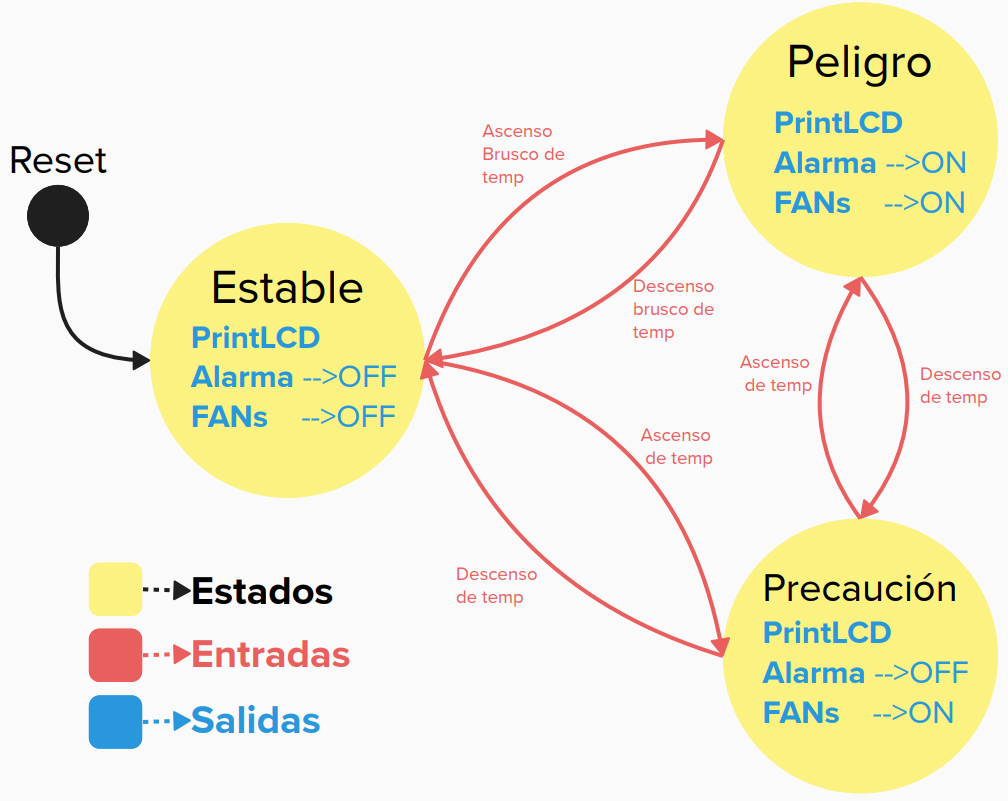 Reset
Estable
PrintLCD
Alarma -->OFF
FANs -->OFF
Ascenso
Brusco de
temp
Descenso
brusco de
temp
Peligro
PrintLCD
Alarma -->ON
FANs -->ON
Ascenso
de temp
Descenso
de temp
Ascenso
de temp
Descenso
de temp
Precaución
PrintLCD
Alarma -->OFF
FANs -->ON
Estados
Entradas
Salidas